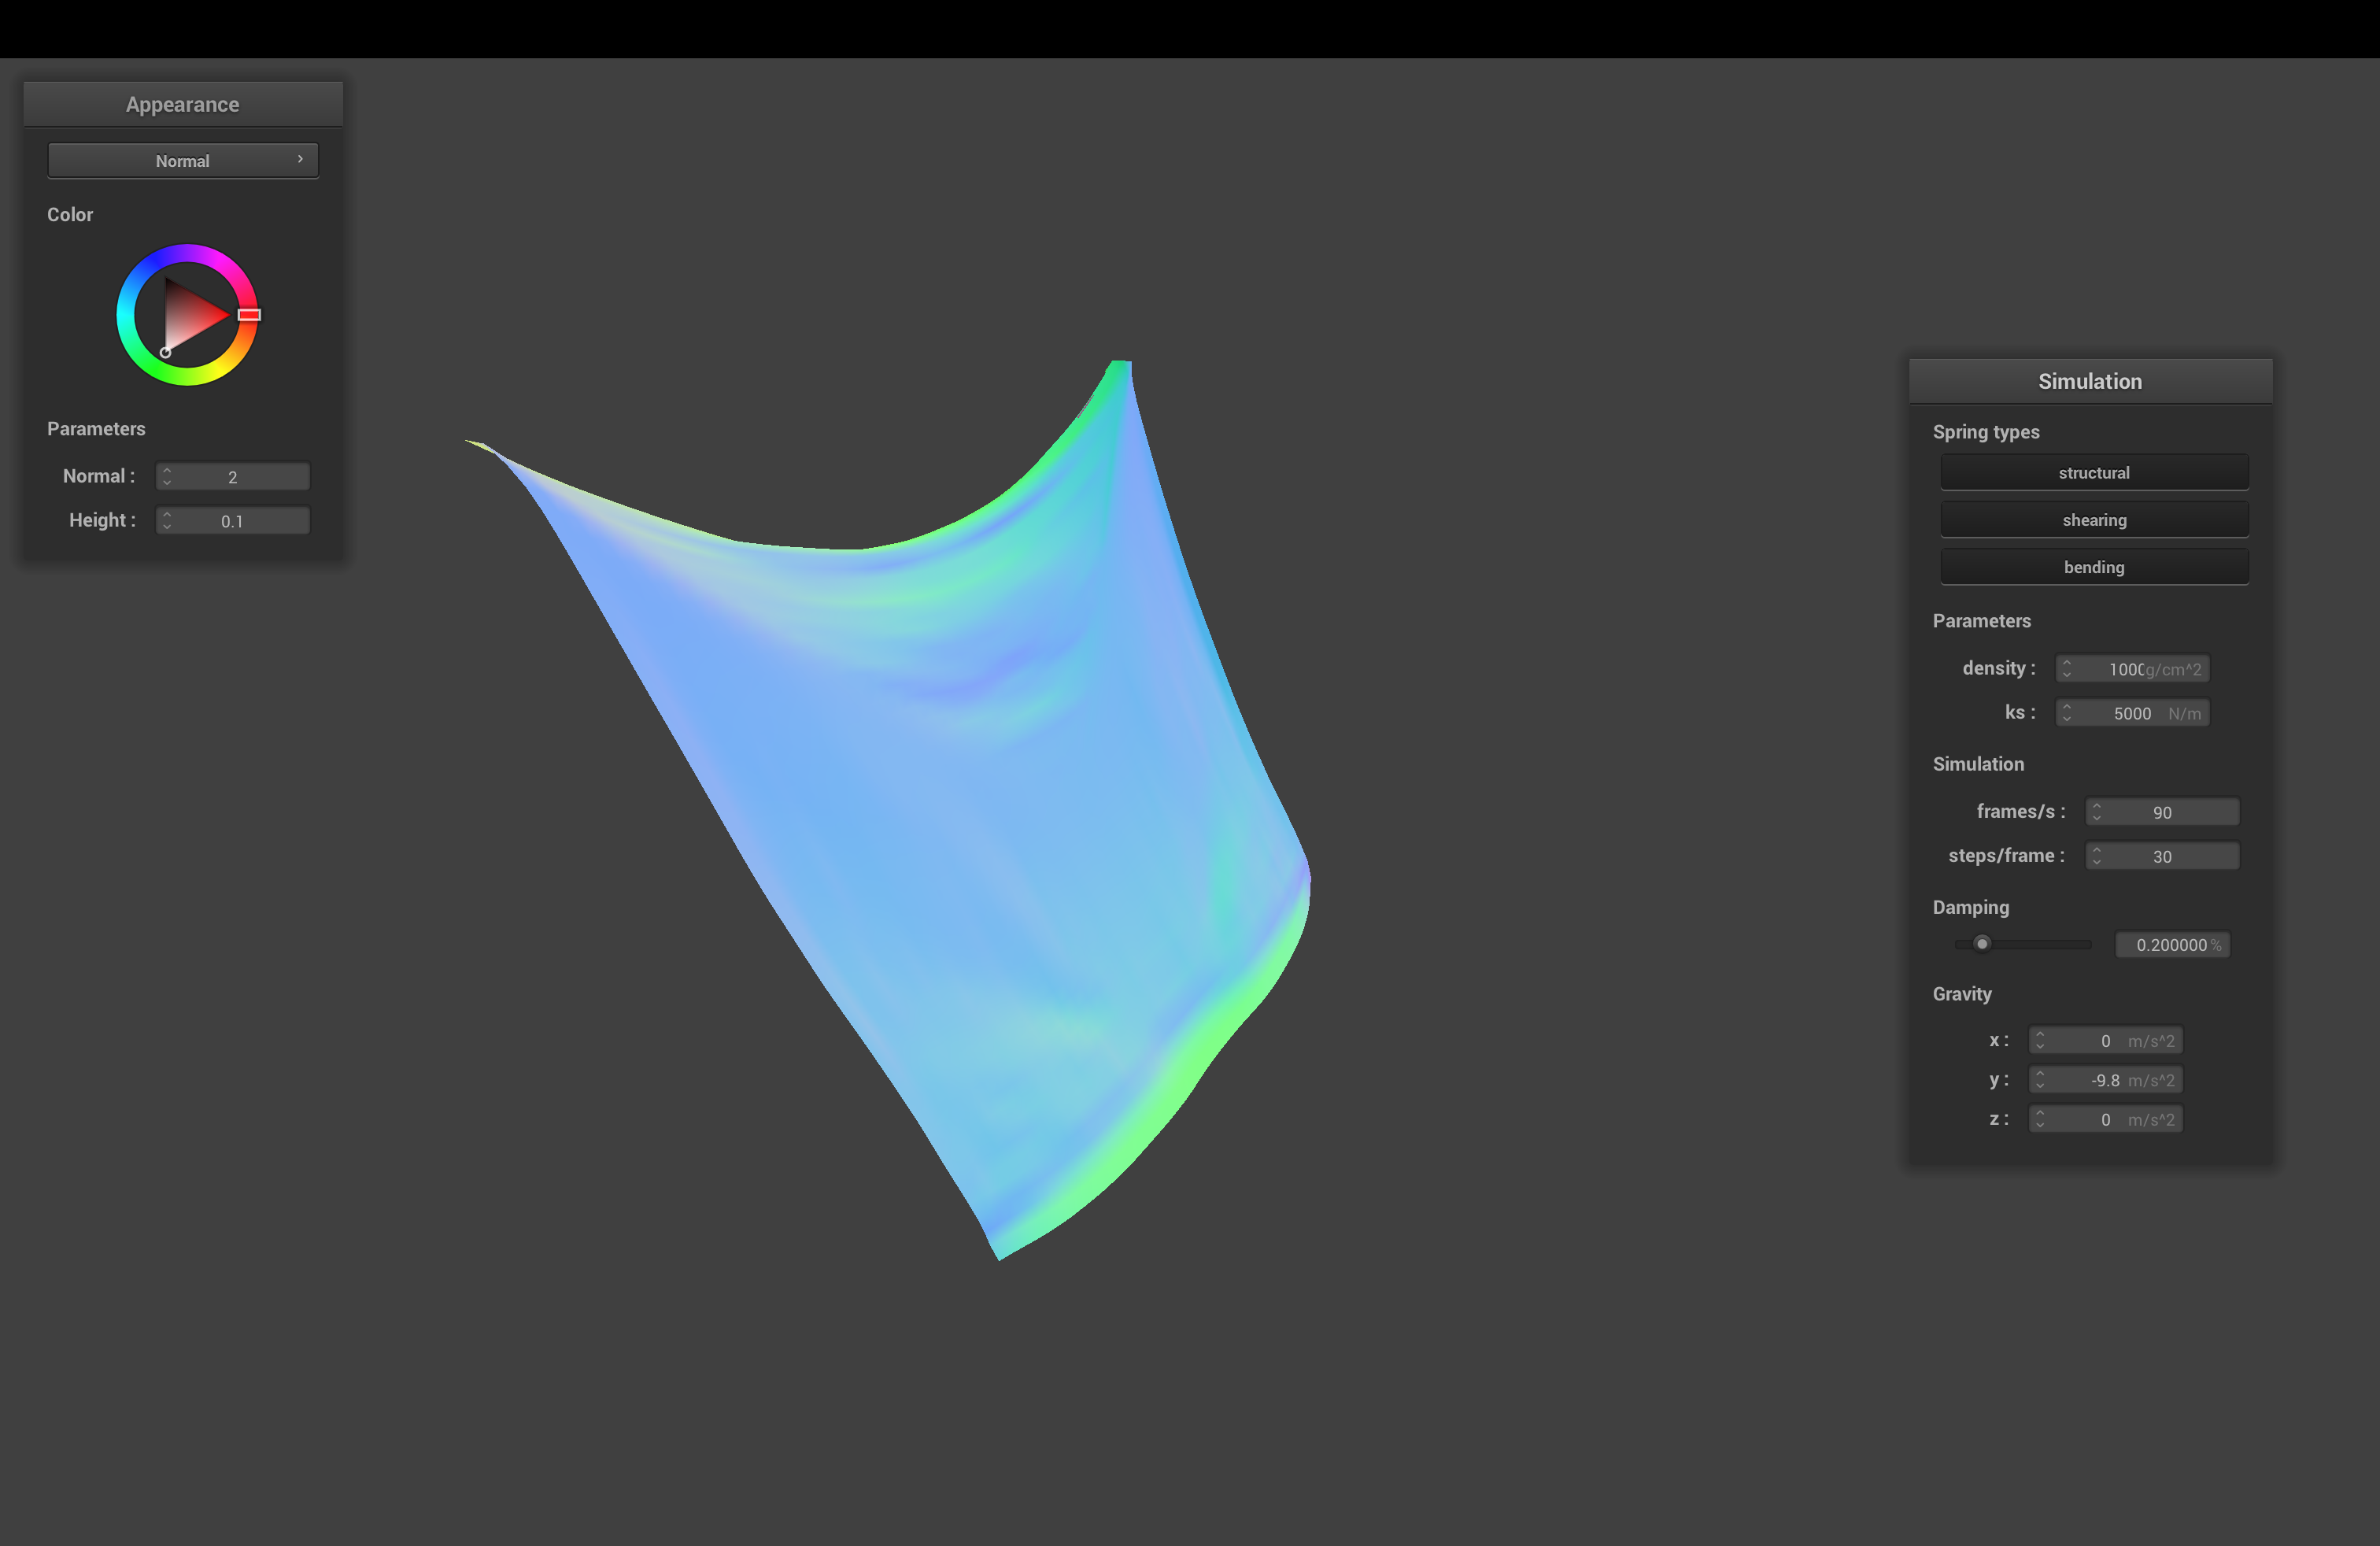 Appearance
Normal
Color
Parameters
Normal : 2
Height : 0.1
Simulation
Spring types
structural
shearing
bending
Parameters
density : 1000 g/cm^2
ks : 5000 N/m
Simulation
frames/s : 90
steps/frame : 30
Damping
0.200000 %
Gravity
x : 0 m/s^2
y : -9.8 m/s^2
z : 0 m/s^2